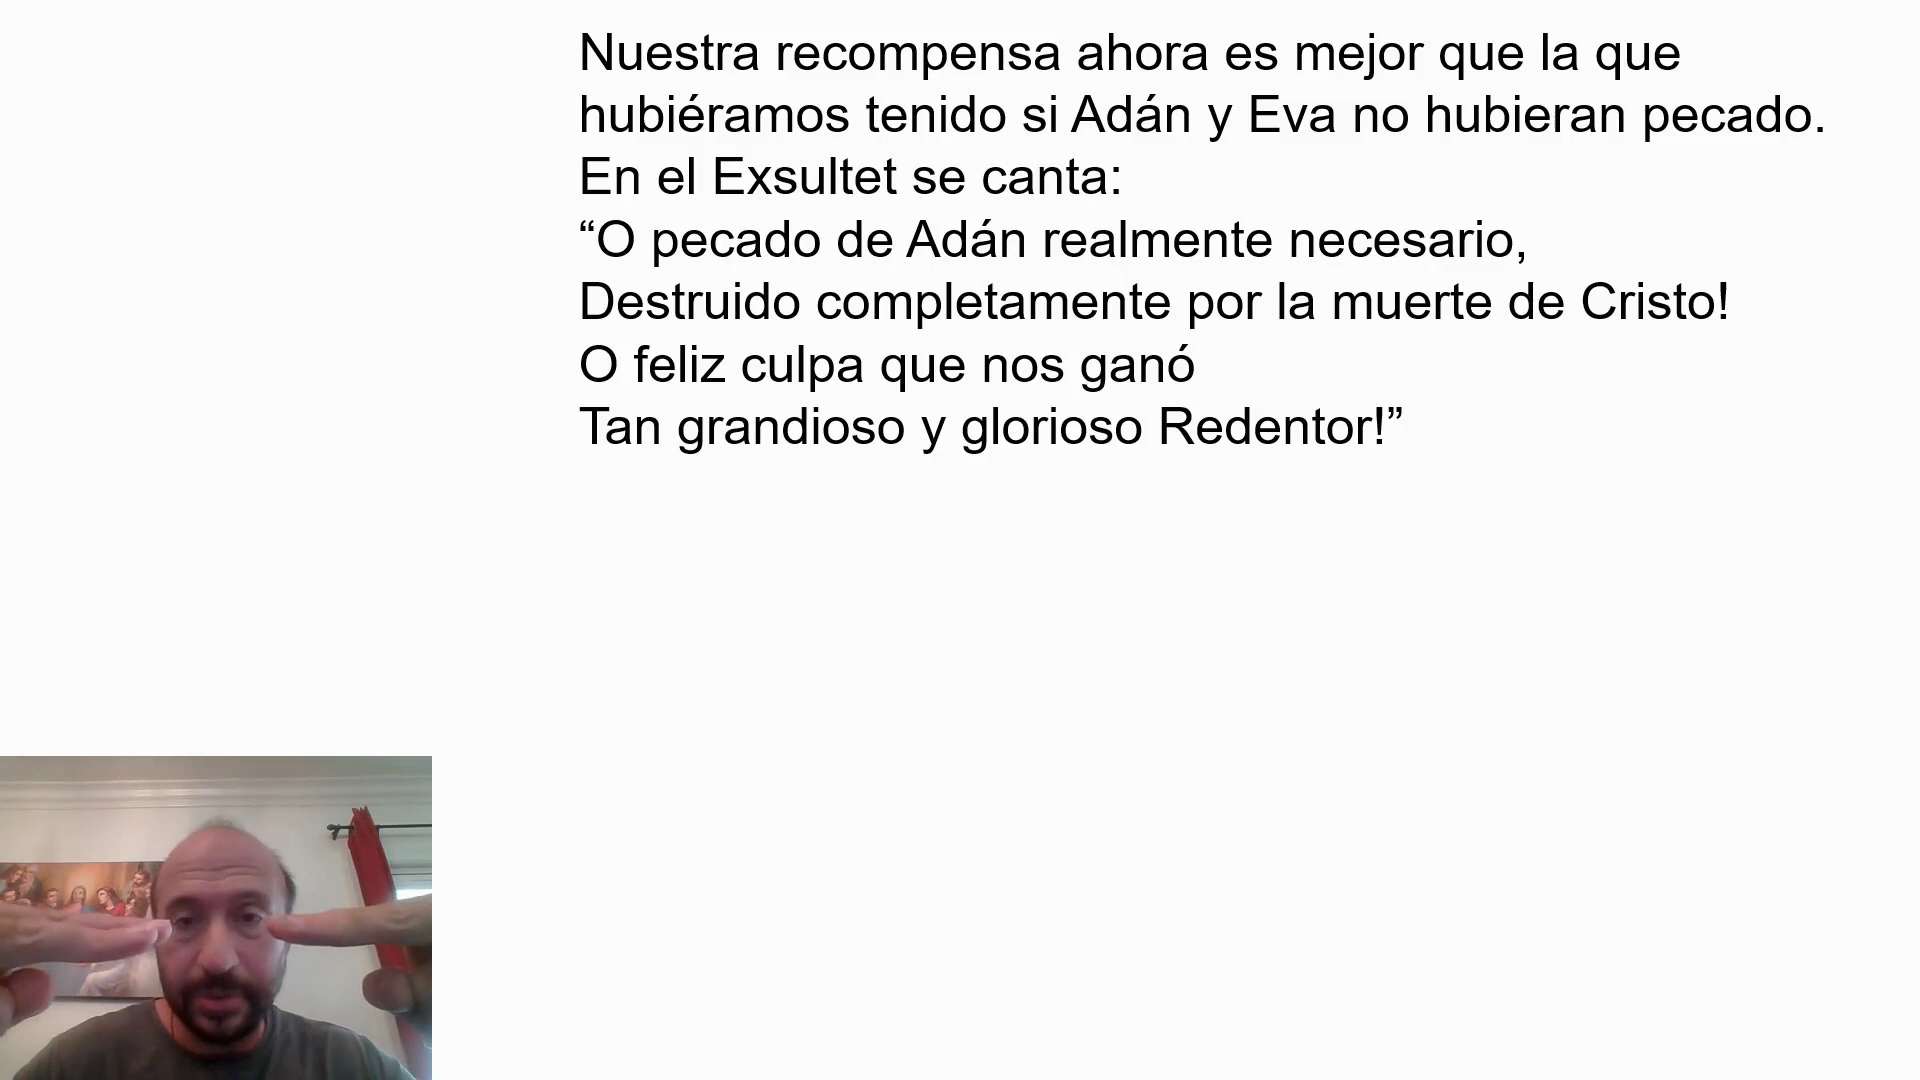 Nuestra recompensa ahora es mejor que la que
hubiéramos tenido si Adán y Eva no hubieran pecado.
En el Exsultet se canta:
“O pecado de Adán realmente necesario,
Destruido completamente por la muerte de Cristo!
O feliz culpa que nos ganó
Tan grandioso y glorioso Redentor!”